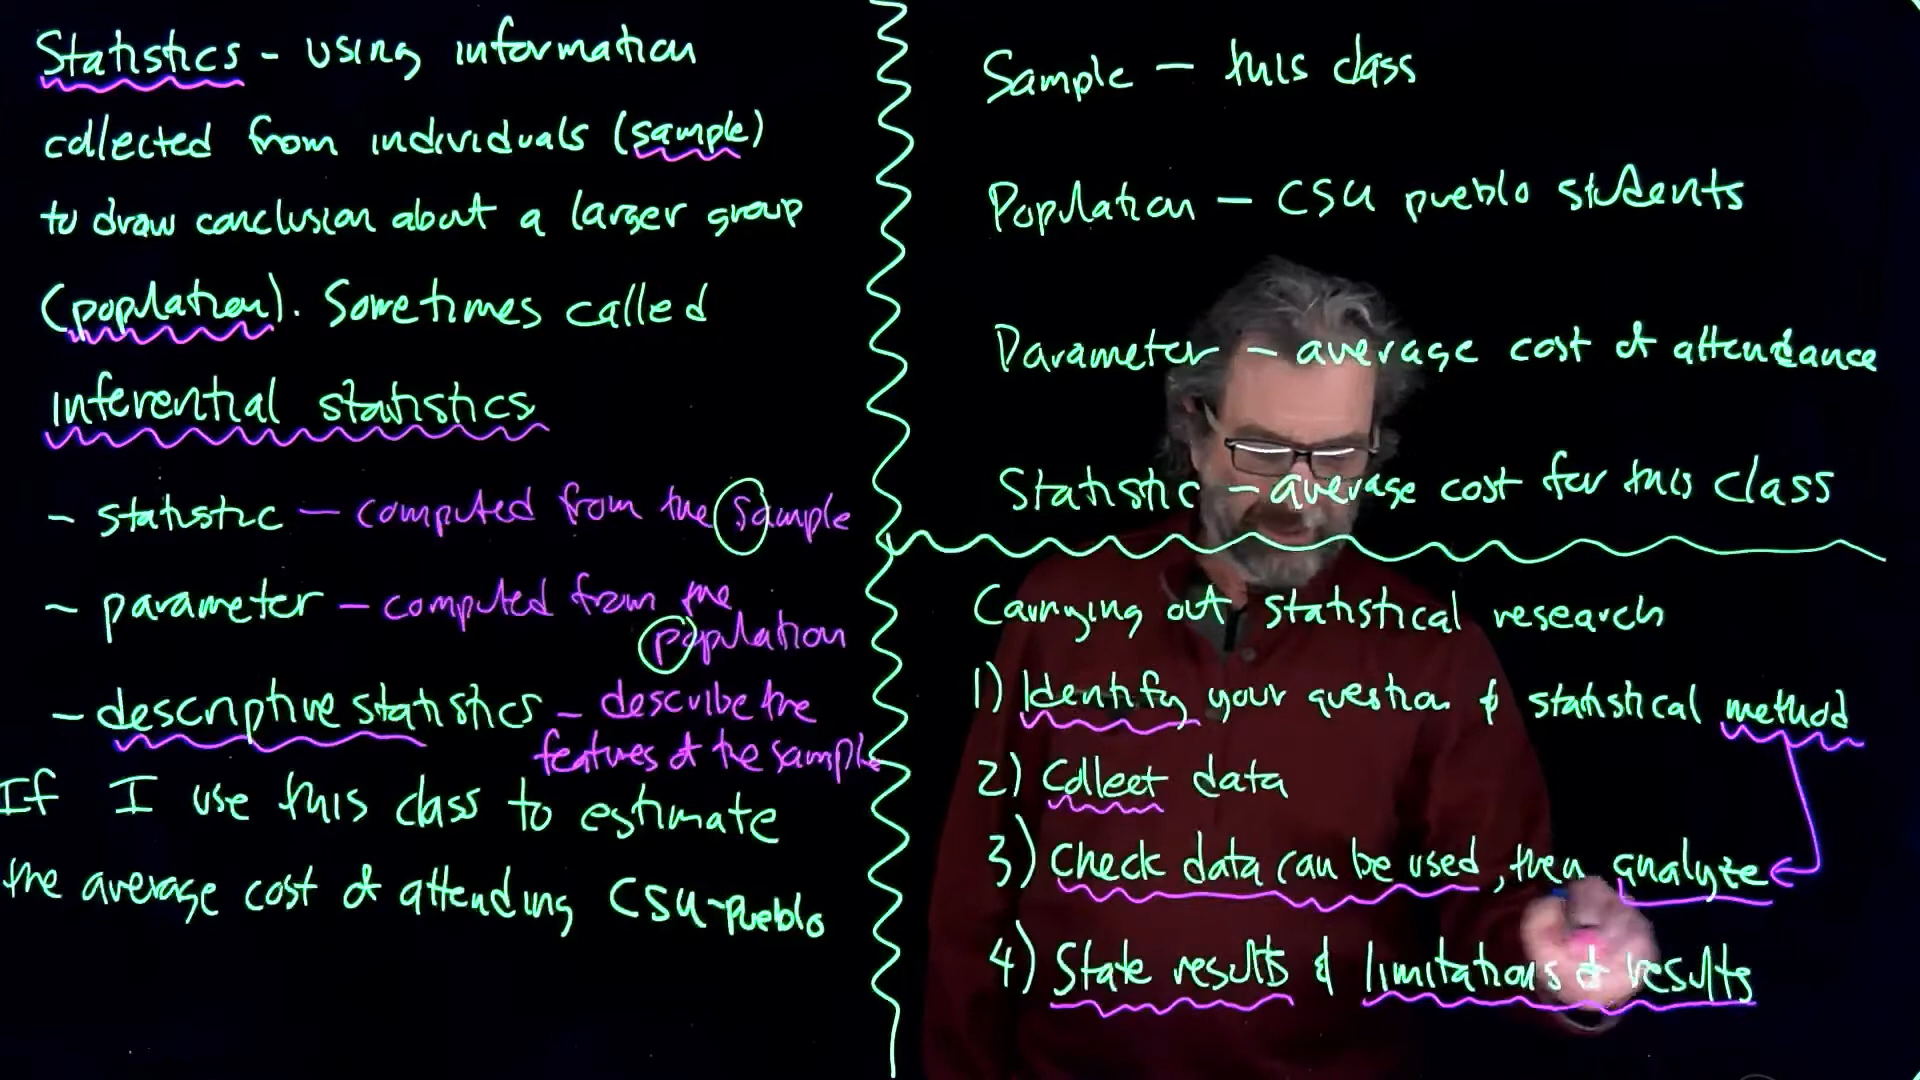 Statistics - using information
collected from individuals (sample)
to draw conclusion about a larger group
(population). Sometimes called
inferential statistics
- statistic - computed from the sample
- parameter - computed from the
population
- descriptive statistics - describe the
features of the sample
If I use this class to estimate
the average cost of attending CSU-Pueblo
Sample - this class
Population - CSU pueblo students
Parameter - average cost of attendance
Statistic - average cost for this class
Carrying out statistical research
1) Identify your question & statistical method
2) Collect data
3) Check data can be used, then analyze
4) State results & limitations of results